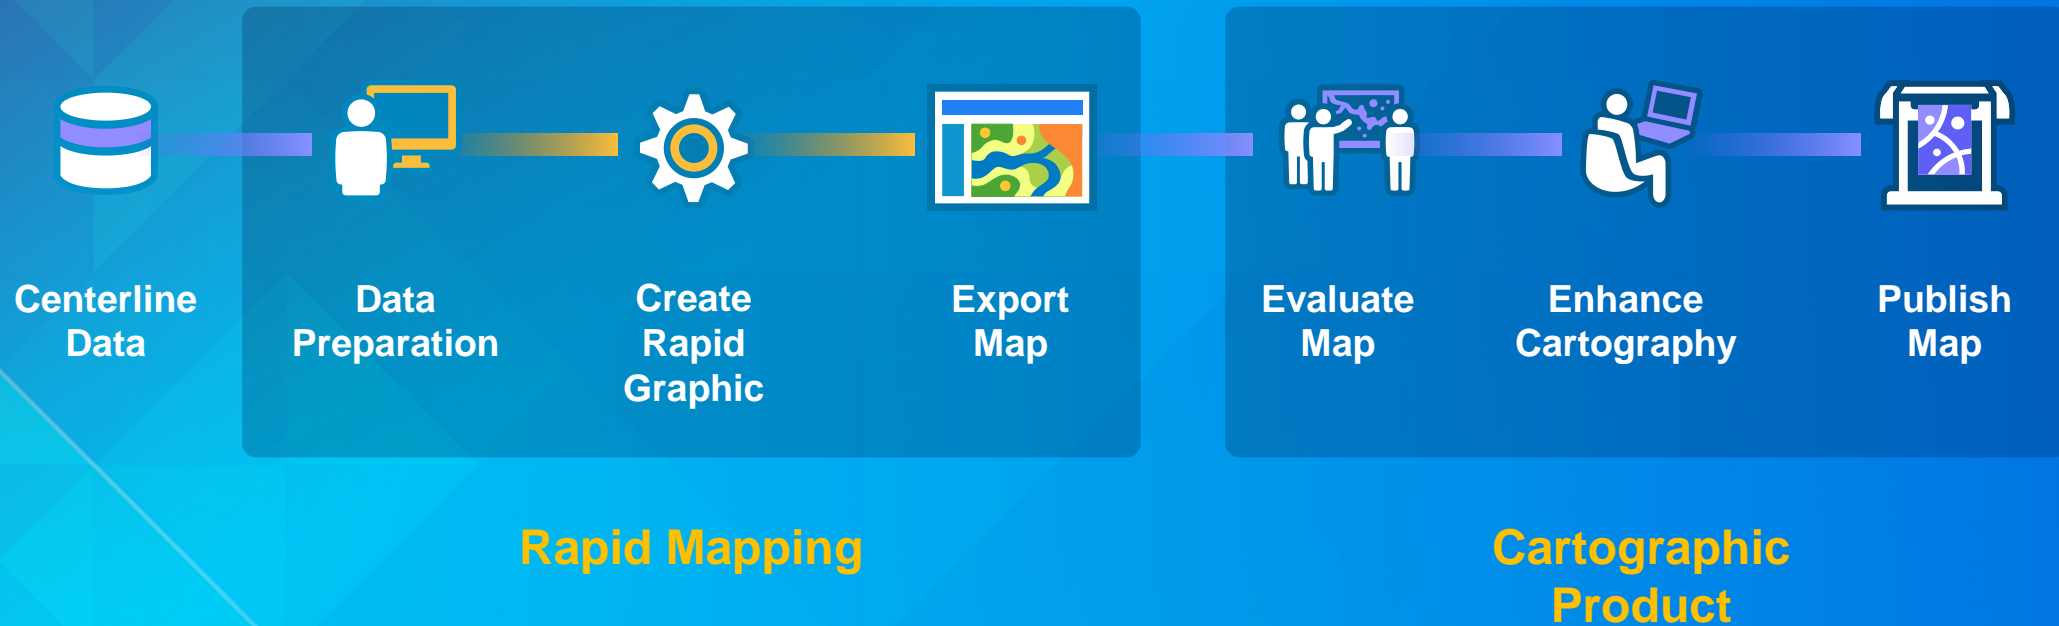 Centerline
Data
Data
Preparation
Create
Rapid
Graphic
Export
Map
Evaluate
Map
Enhance
Cartography
Publish
Map
Rapid Mapping
Cartographic
Product